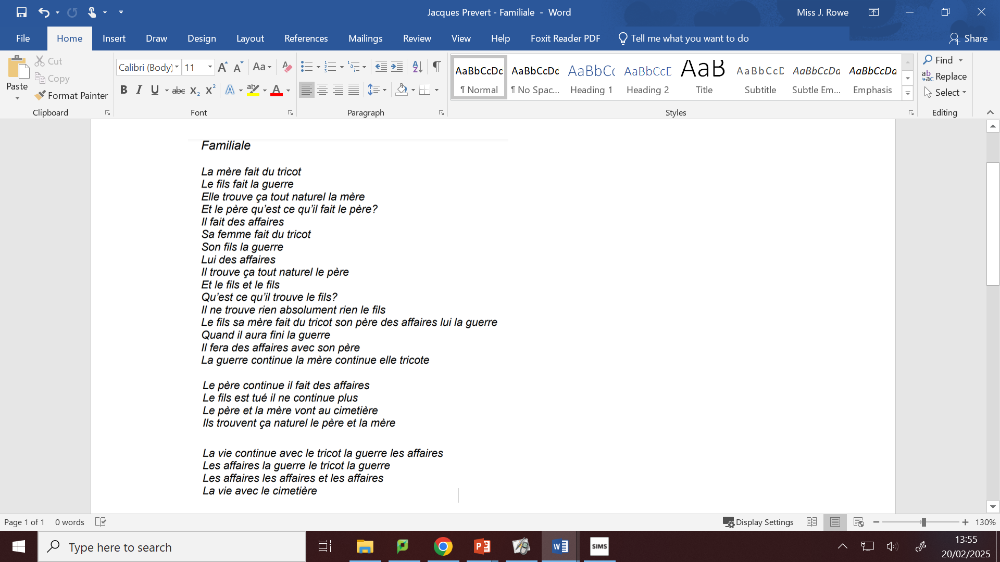 Jacques Prevert - Familiale - Word
Miss J. Rowe
File Home Insert Draw Design Layout References Mailings Review View Help Foxit Reader PDF Tell me what you want to do Share
Paste
Cut
Copy
Format Painter
Clipboard
Calibri (Body) 11
Font
Paragraph
AaBbCcDc AaBbCcDc AaBbCc AaBbCcD AaB AaBbCcD AaBbCcDa AaBbCcDa
¶ Normal ¶ No Spac... Heading 1 Heading 2 Title Subtitle Subtle Em... Emphasis
Styles
Find
Replace
Select
Editing
Familiale
La mère fait du tricot
Le fils fait la guerre
Elle trouve ça tout naturel la mère
Et le père qu'est ce qu'il fait le père?
Il fait des affaires
Sa femme fait du tricot
Son fils la guerre
Lui des affaires
Il trouve ça tout naturel le père
Et le fils et le fils
Qu'est ce qu'il trouve le fils?
Il ne trouve rien absolument rien le fils
Le fils sa mère fait du tricot son père des affaires lui la guerre
Quand il aura fini la guerre
Il fera des affaires avec son père
La guerre continue la mère continue elle tricote
Le père continue il fait des affaires
Le fils est tué il ne continue plus
Le père et la mère vont au cimetière
Ils trouvent ça naturel le père et la mère
La vie continue avec le tricot la guerre les affaires
Les affaires la guerre le tricot la guerre
Les affaires les affaires et les affaires
La vie avec le cimetière
Page 1 of 1 0 words Display Settings 130%
Type here to search
SIMS
13:55
20/02/2025